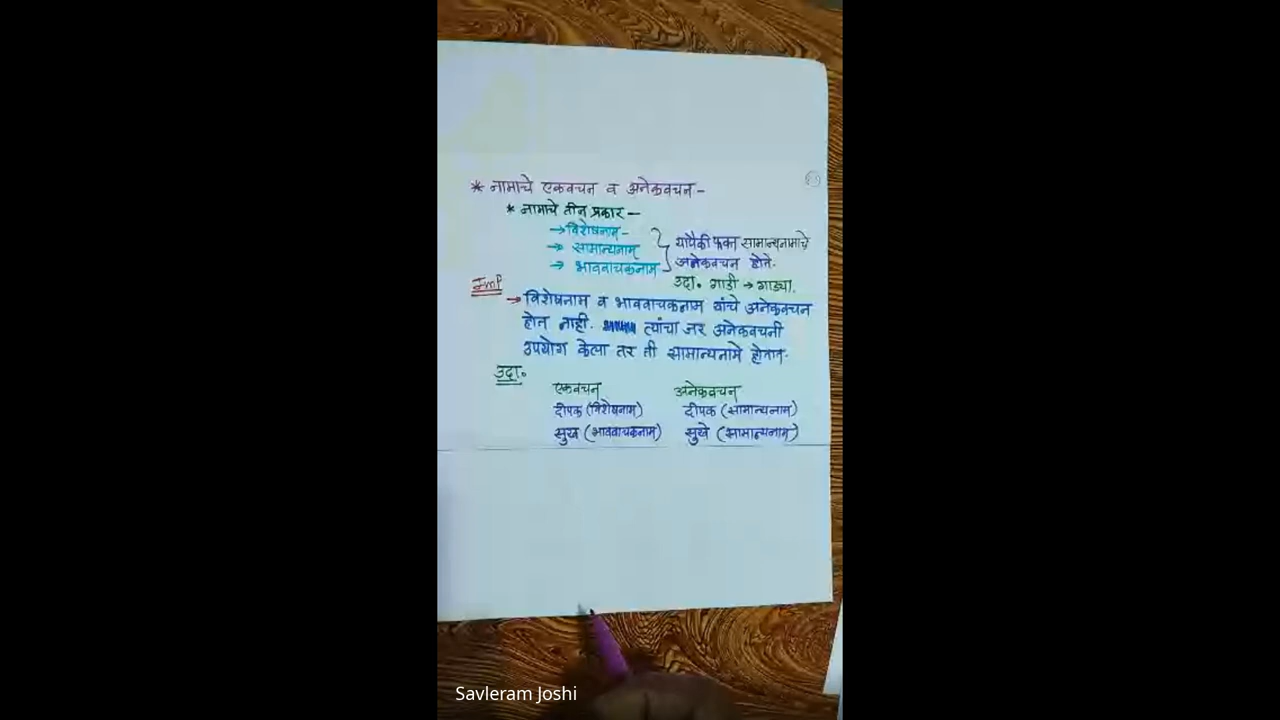 * नामाचे एकवचन व अनेकवचन-
* नामाचे तीन प्रकार -
→ विशेषनाम-
→ सामान्यनाम
→ भाववाचकनाम
यांपैकी फक्त सामान्यनामाचे
अनेकवचन होते.
उदा. गाडी → गाड्या.
Imp
→ विशेषनाम व भाववाचकनाम यांचे अनेकवचन
होत नाही. त्यांचा जर अनेकवचनी
उपयोग केला तर ती सामान्यनामे होतात.
उदा.
एकवचन अनेकवचन
दीपक (विशेषनाम) दीपक (सामान्यनाम)
सुख (भाववाचकनाम) सुखे (सामान्यनाम)
Savleram Joshi